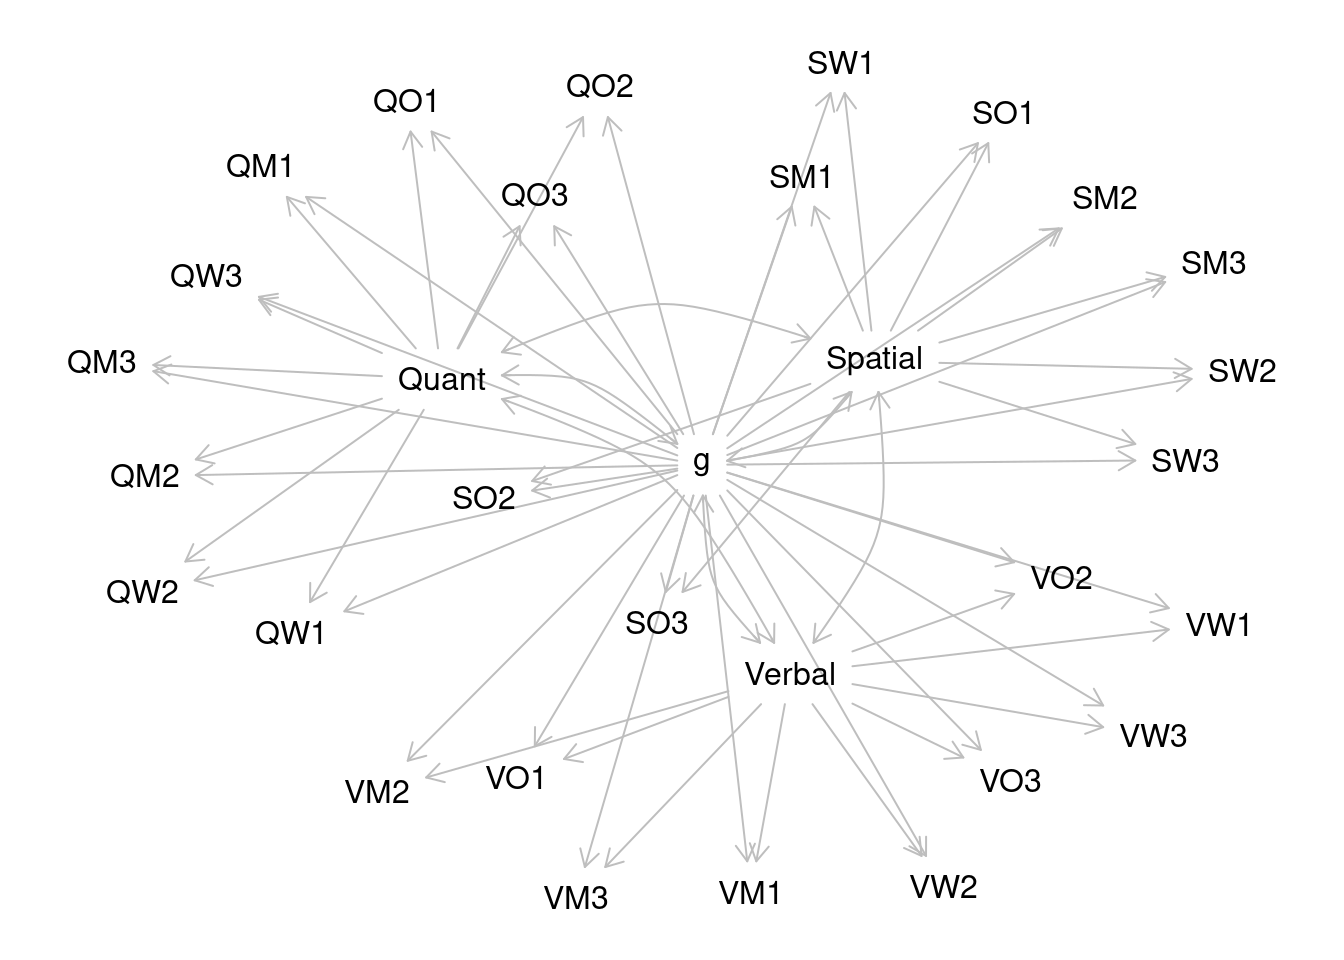 SW1
QO2
QO1
SO1
QM1
SM1
QO3
SM2
SM3
QW3
QM3
Spatial
SW2
Quant
g
SW3
QM2
SO2
VO2
QW2
SO3
VW1
QW1
Verbal
VW3
VO1
VO3
VM2
VW2
VM1
VM3